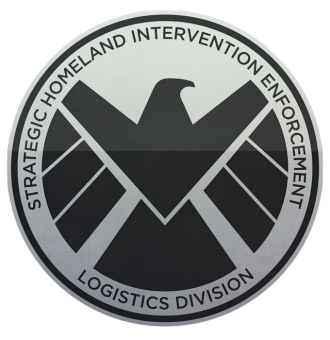 STRATEGIC HOMELAND INTERVENTION ENFORCEMENT
LOGISTICS DIVISION